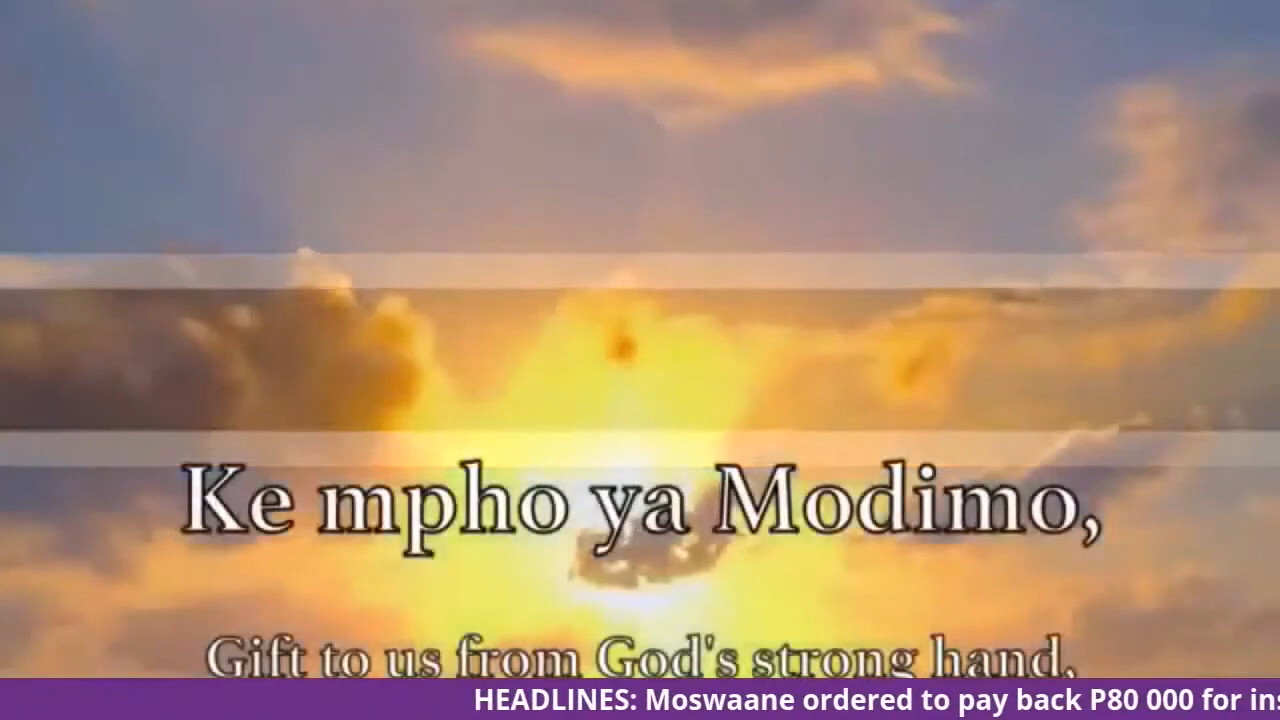 Ke mpho ya Modimo,
Gift to us from God's strong hand,
HEADLINES: Moswaane ordered to pay back P80 000 for